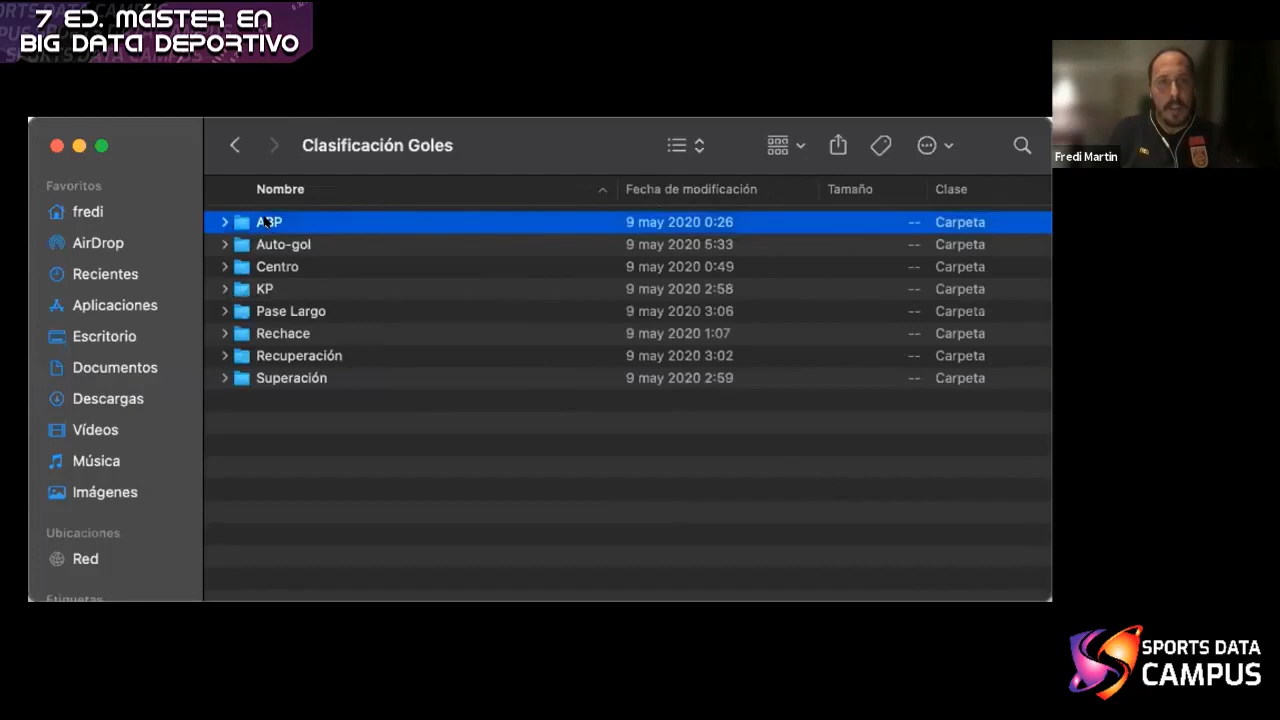 7 ED. MÁSTER EN
BIG DATA DEPORTIVO
Fredi Martin
Clasificación Goles
Favoritos
fredi
AirDrop
Recientes
Aplicaciones
Escritorio
Documentos
Descargas
Vídeos
Música
Imágenes
Ubicaciones
Red
Etiquetas
Nombre Fecha de modificación Tamaño Clase
ABP 9 may 2020 0:26 -- Carpeta
Auto-gol 9 may 2020 5:33 -- Carpeta
Centro 9 may 2020 0:49 -- Carpeta
KP 9 may 2020 2:58 -- Carpeta
Pase Largo 9 may 2020 3:06 -- Carpeta
Rechace 9 may 2020 1:07 -- Carpeta
Recuperación 9 may 2020 3:02 -- Carpeta
Superación 9 may 2020 2:59 -- Carpeta
SPORTS DATA
CAMPUS